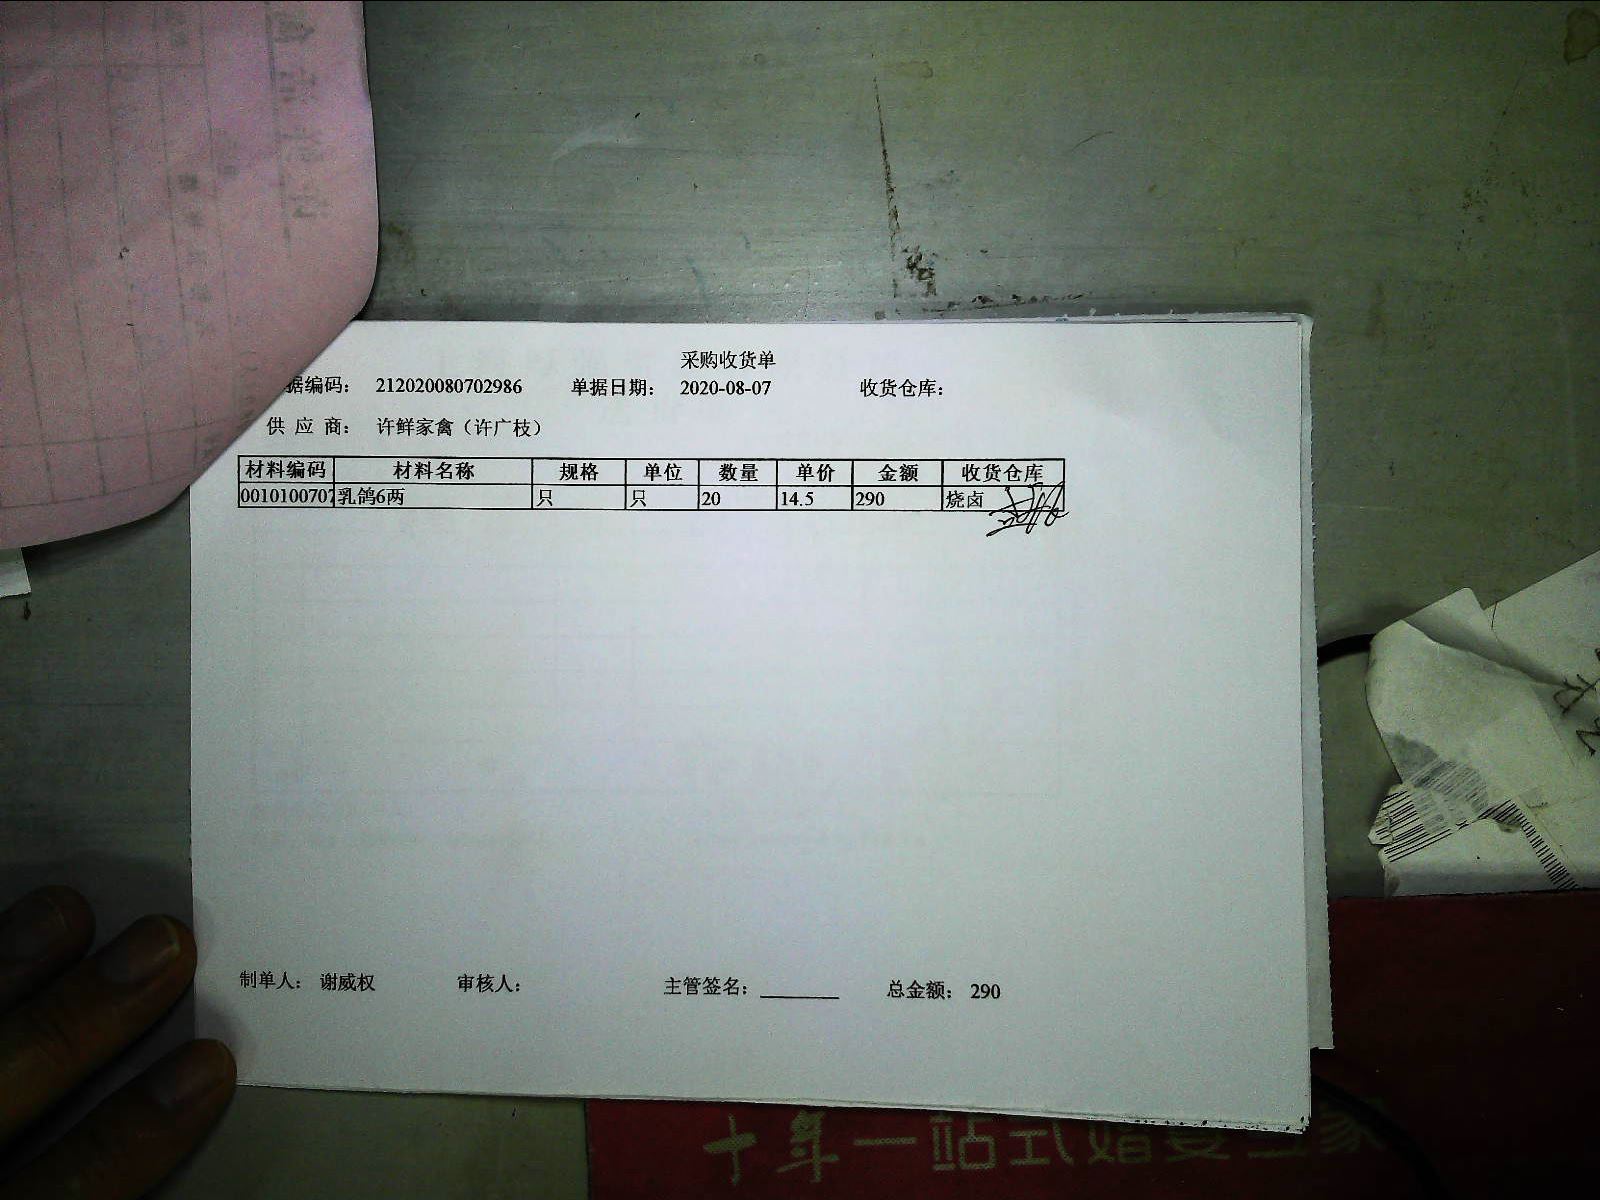 采购收货单
据编码: 212020080702986 单据日期: 2020-08-07 收货仓库:
供 应 商: 许鲜家禽(许广枝)
材料编码 材料名称 规格 单位 数量 单价 金额 收货仓库
0010100707 乳鸽6两 只 只 20 14.5 290 烧卤
制单人: 谢威权 审核人: 主管签名: 总金额: 290
十年一站式婚宴